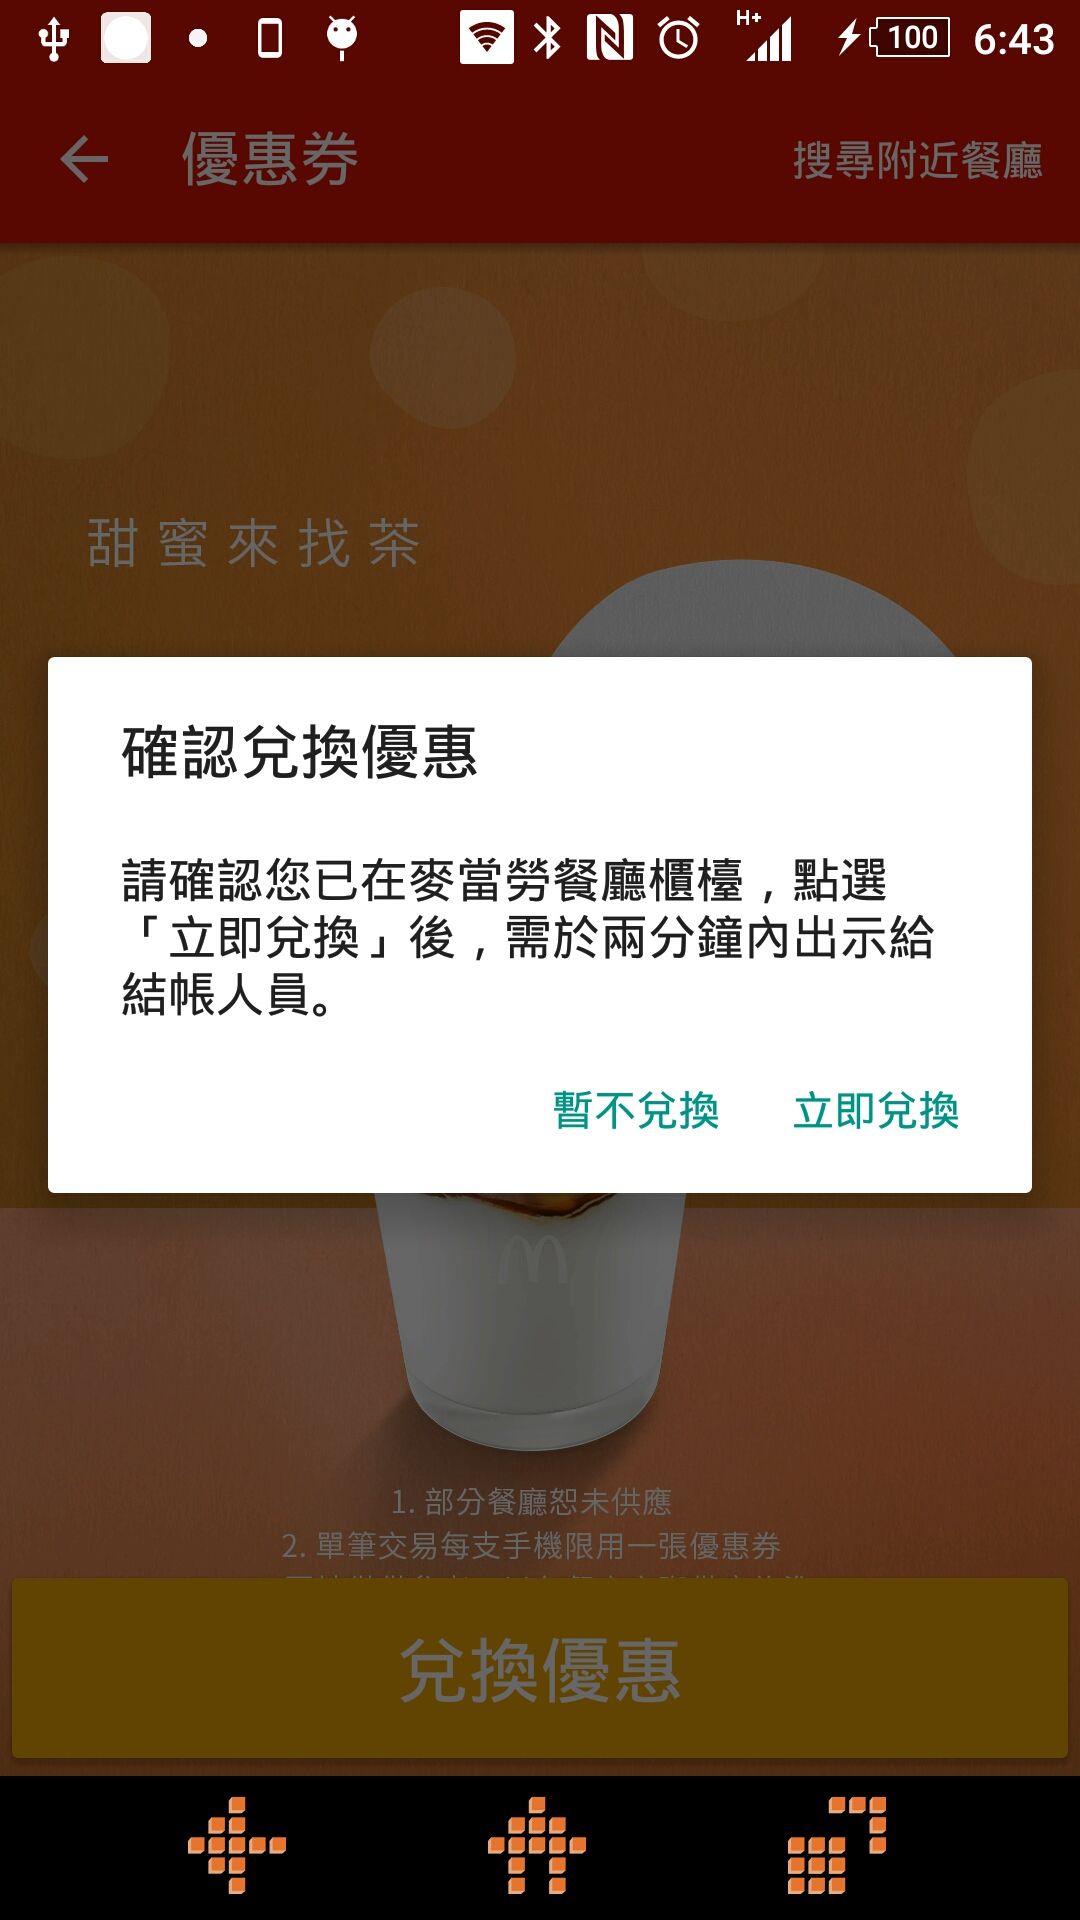 H+
100
6:43
優惠券
搜尋附近餐廳
甜蜜來找茶
確認兌換優惠
請確認您已在麥當勞餐廳櫃檯，點選
「立即兌換」後，需於兩分鐘內出示給
結帳人員。
暫不兌換
立即兌換
1. 部分餐廳恕未供應
2. 單筆交易每支手機限用一張優惠券
兌換優惠